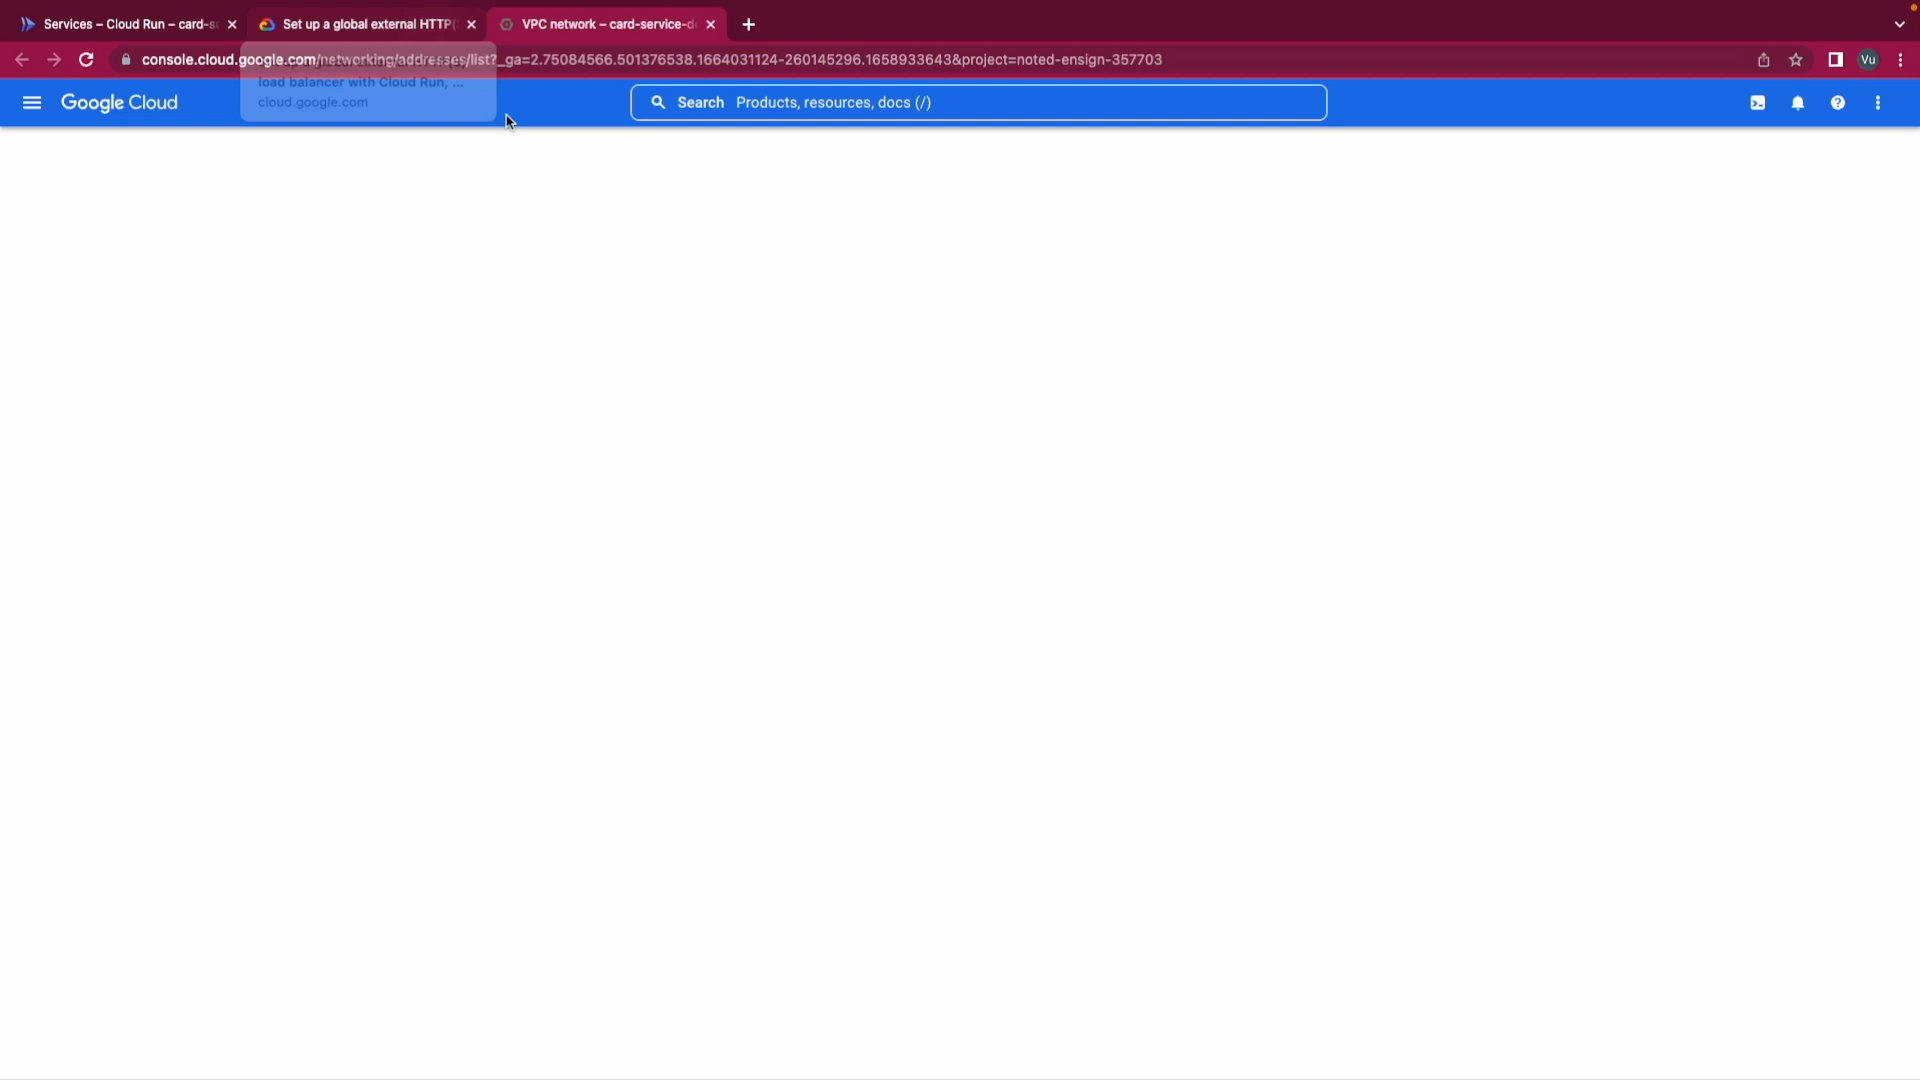 Services – Cloud Run – card-s
Set up a global external HTTP(
VPC network – card-service-d
console.cloud.google.com/networking/addresses/list?_ga=2.75084566.501376538.1664031124-260145296.1658933643&project=noted-ensign-357703
Vu
load balancer with Cloud Run, ...
cloud.google.com
Google Cloud
Search Products, resources, docs (/)